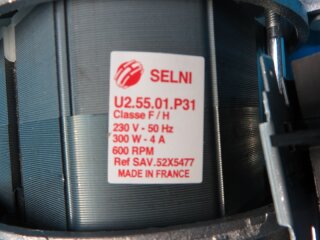 SELNI
U2.55.01.P31
Classe F / H
230 V - 50 Hz
300 W - 4 A
600 RPM
Ref SAV.52X5477
MADE IN FRANCE